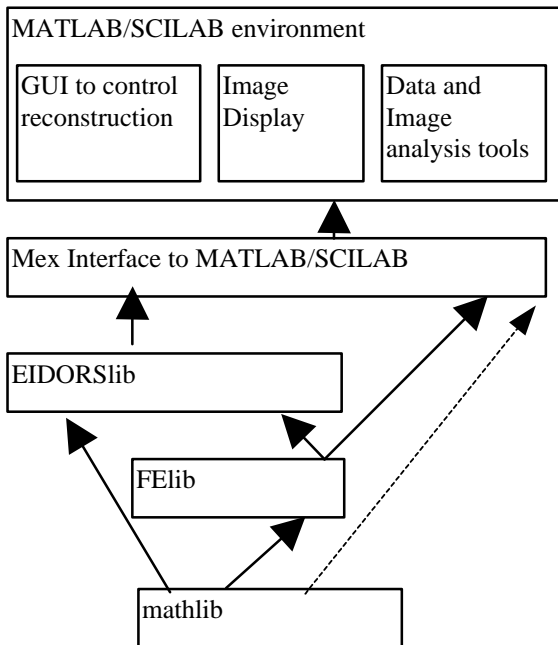 MATLAB/SCILAB environment
GUI to control
reconstruction
Image
Display
Data and
Image
analysis tools
Mex Interface to MATLAB/SCILAB
EIDORSlib
FElib
mathlib